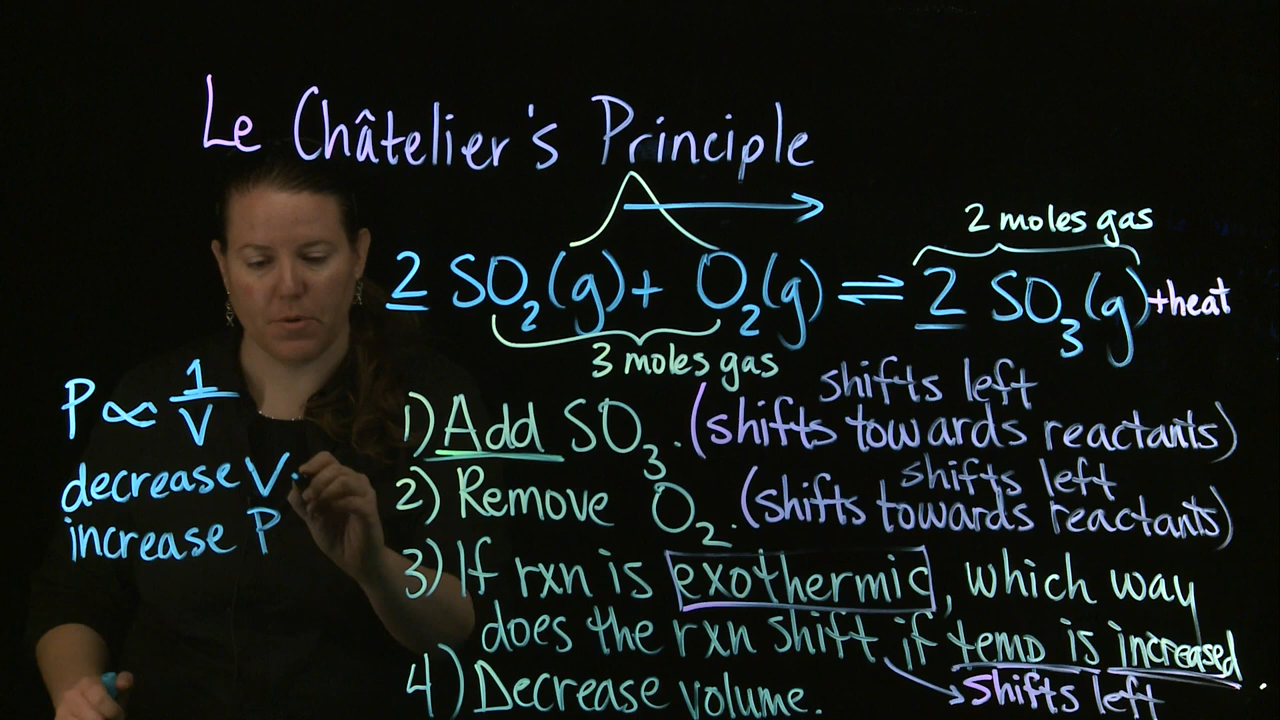 Le Châtelier's Principle
2 moles gas
2 SO₂(g) + O₂(g) ⇌ 2 SO₃(g) + heat
3 moles gas
P ∝ 1/V
decrease V
increase P
shifts left
1) Add SO₃. (shifts towards reactants)
shifts left
2) Remove O₂. (shifts towards reactants)
3) If rxn is exothermic, which way
does the rxn shift if temp is increased.
shifts left
4) Decrease volume.